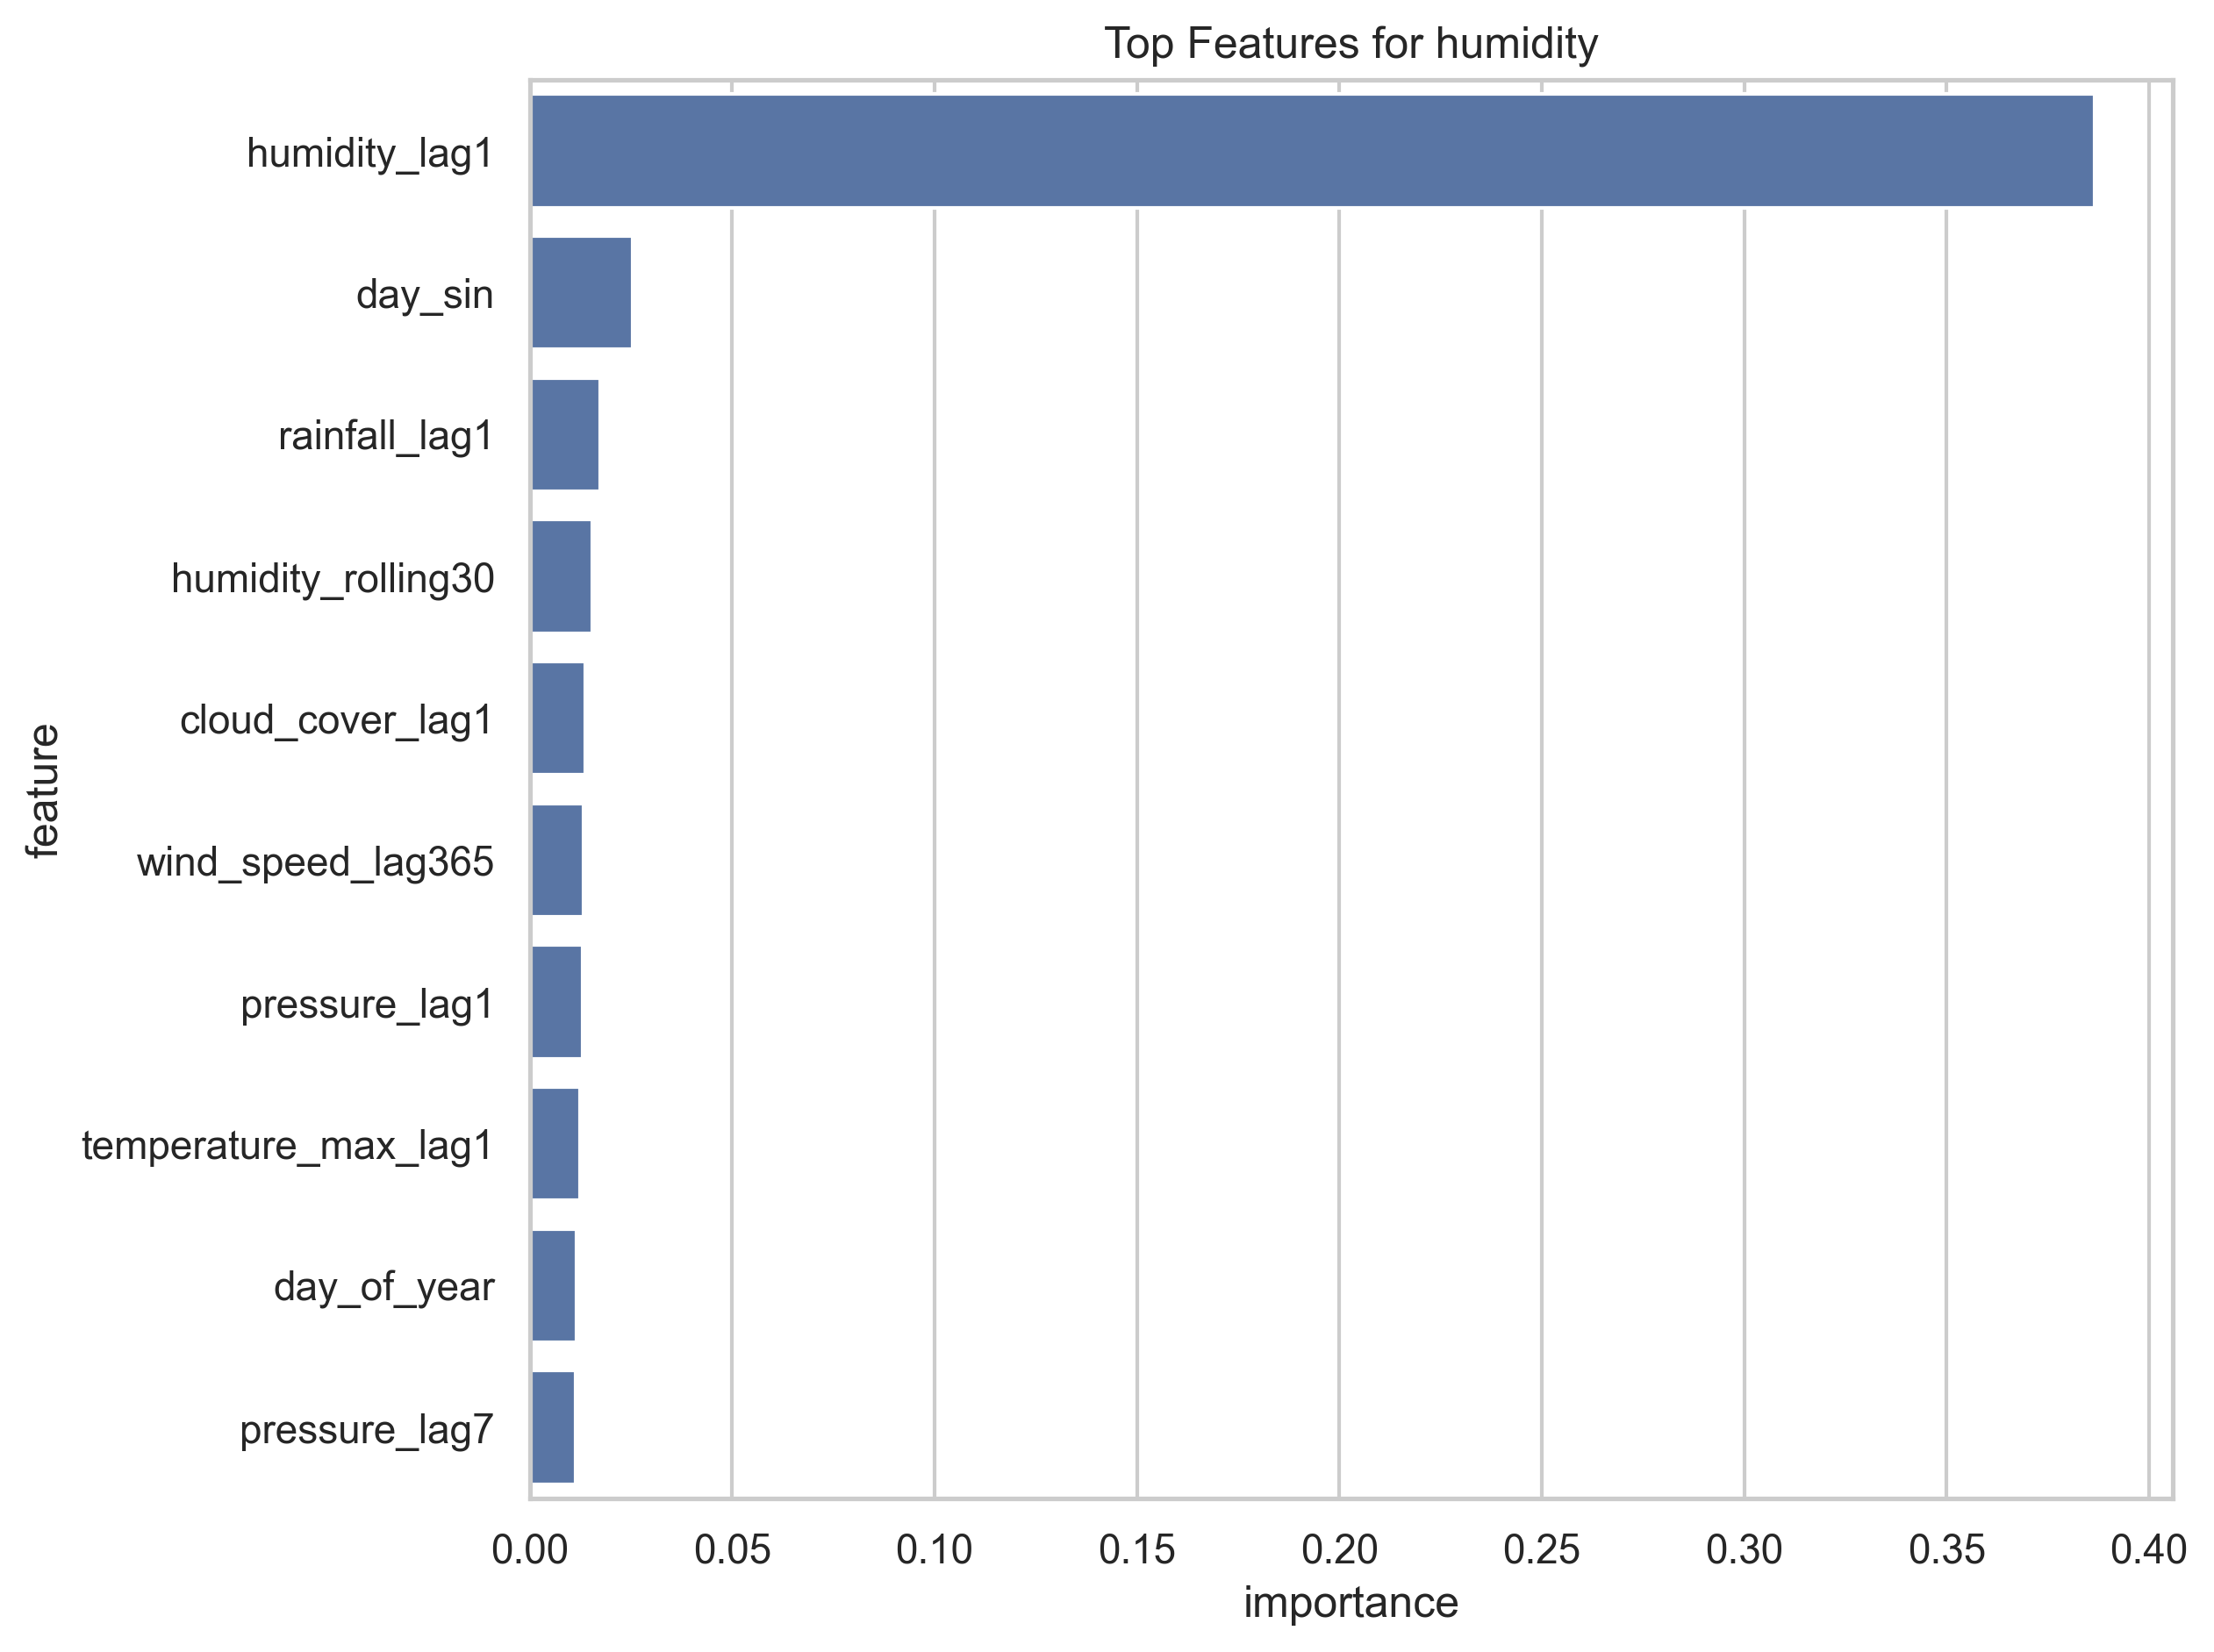 Top Features for humidity
humidity_lag1
day_sin
rainfall_lag1
humidity_rolling30
cloud_cover_lag1
wind_speed_lag365
pressure_lag1
temperature_max_lag1
day_of_year
pressure_lag7
feature
0.00 0.05 0.10 0.15 0.20 0.25 0.30 0.35 0.40
importance